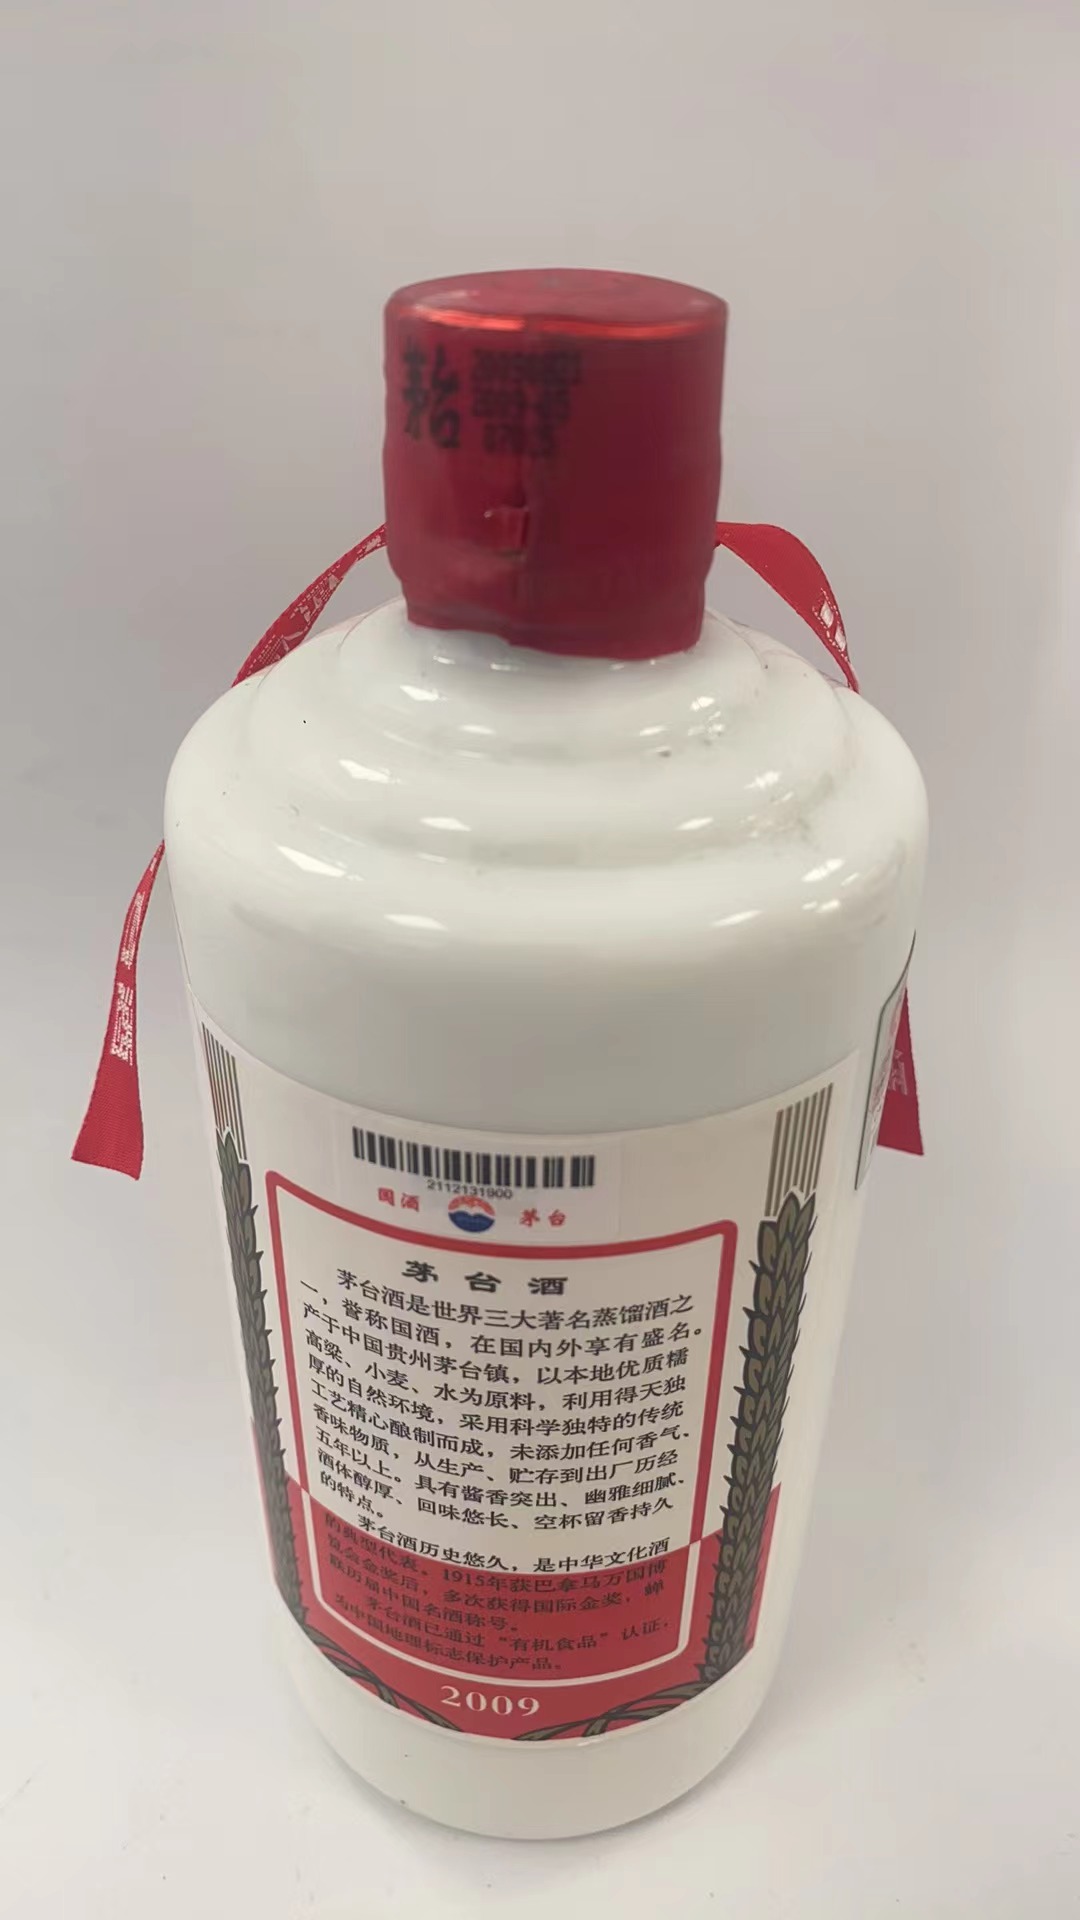 茅台
2112131900
国酒 茅台
茅台酒
茅台酒是世界三大著名蒸馏酒之
一，誉称国酒，在国内外享有盛名。
产于中国贵州茅台镇，以本地优质糯
高粱、小麦、水为原料，利用得天独
厚的自然环境，采用科学独特的传统
工艺精心酿制而成，未添加任何香气、
香味物质，从生产、贮存到出厂历经
五年以上。具有酱香突出、幽雅细腻、
酒体醇厚、回味悠长、空杯留香持久
的特点。
茅台酒历史悠久，是中华文化酒
的典型代表。1915年获巴拿马万国博
览会金奖后，多次获得国际金奖，蝉
联历届中国名酒称号。
茅台酒已通过“有机食品”认证，
为中国地理标志保护产品。
2009